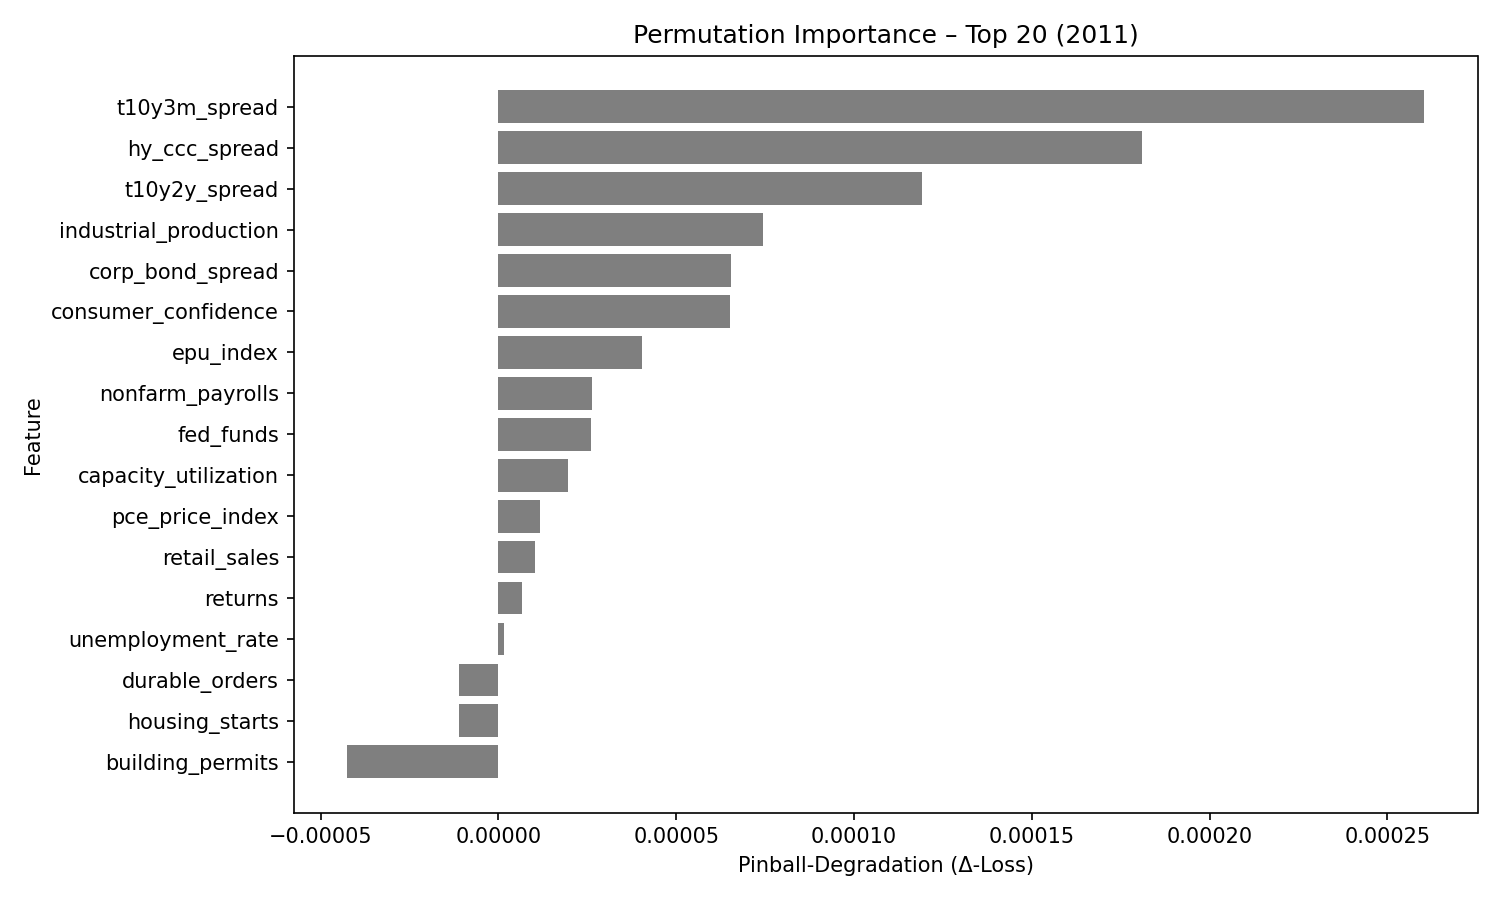 Permutation Importance – Top 20 (2011)
Feature
t10y3m_spread
hy_ccc_spread
t10y2y_spread
industrial_production
corp_bond_spread
consumer_confidence
epu_index
nonfarm_payrolls
fed_funds
capacity_utilization
pce_price_index
retail_sales
returns
unemployment_rate
durable_orders
housing_starts
building_permits
−0.00005 0.00000 0.00005 0.00010 0.00015 0.00020 0.00025
Pinball-Degradation (Δ-Loss)